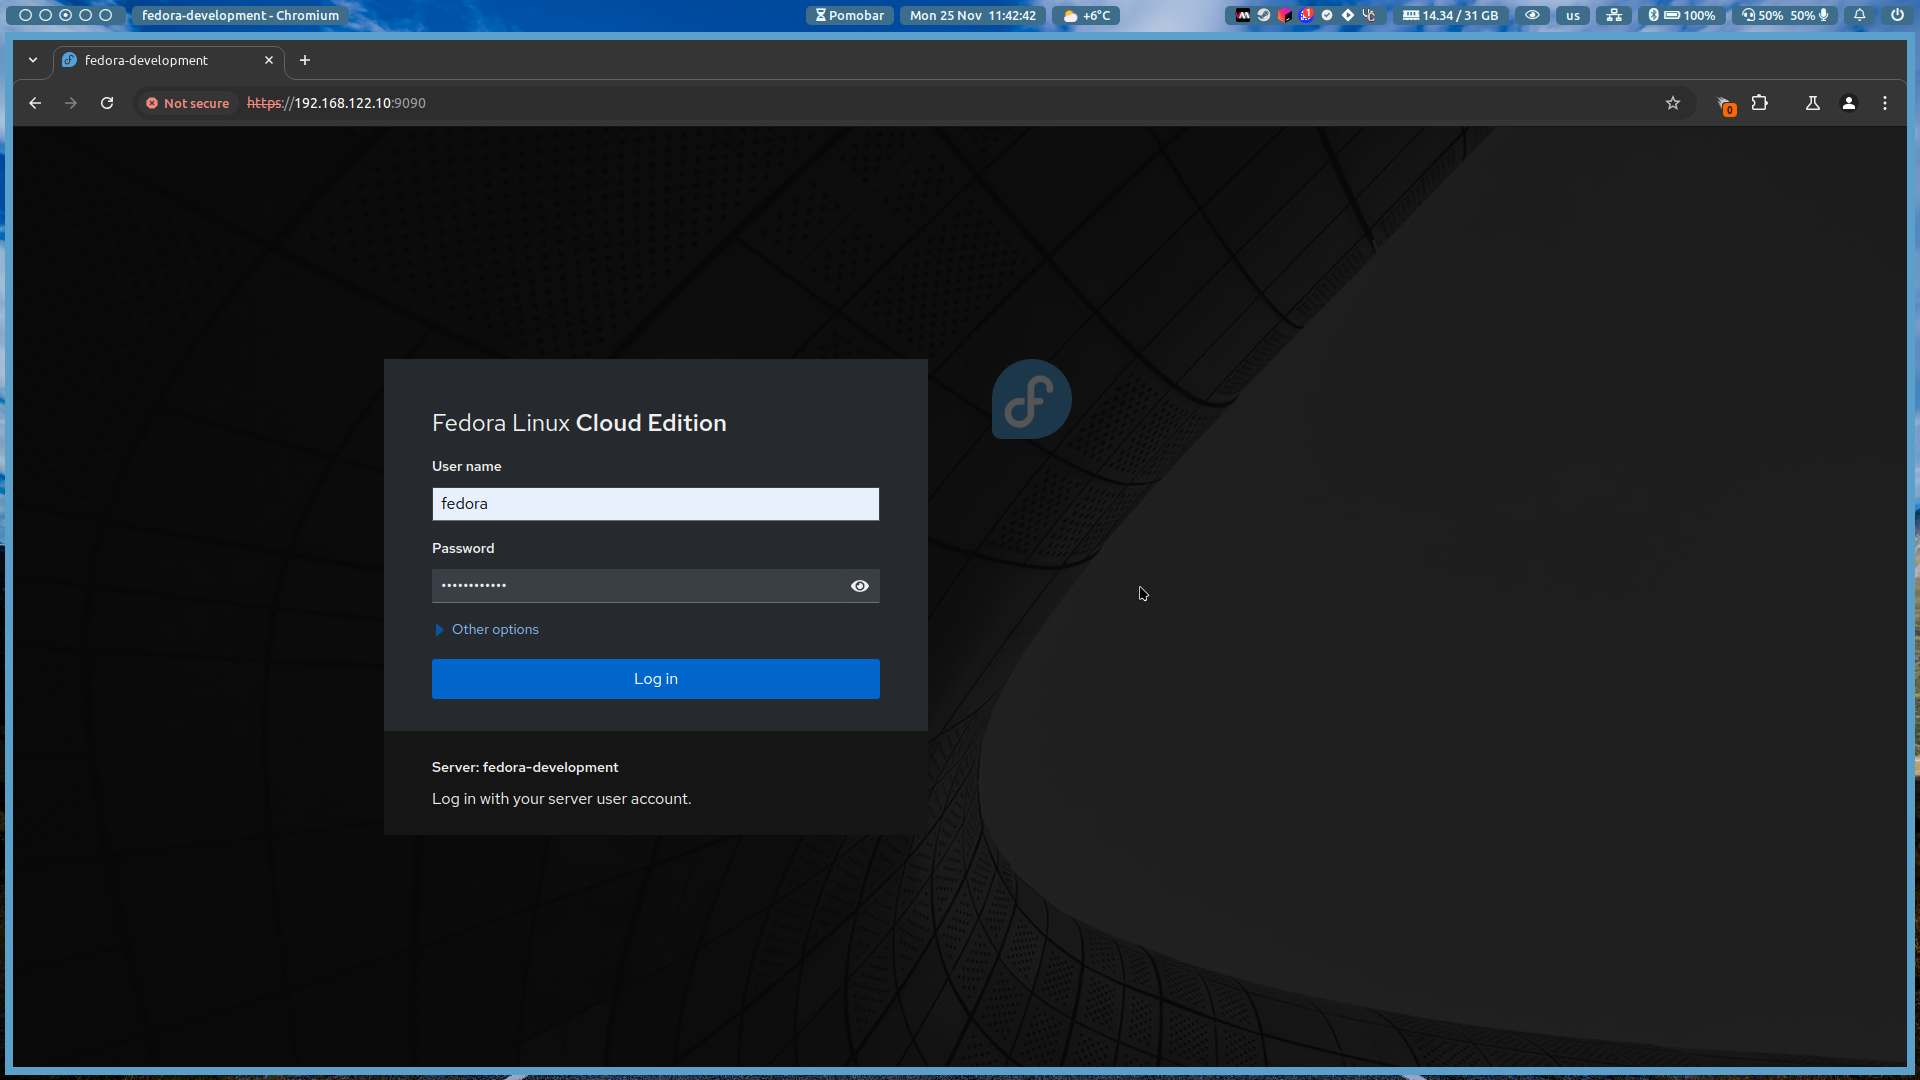 fedora-development - Chromium
Pomobar
Mon 25 Nov 11:42:42
+6°C
1
14.34 / 31 GB
us
100%
50% 50%
fedora-development
Not secure
https://192.168.122.10:9090
0
Fedora Linux Cloud Edition
User name
fedora
Password
••••••••••••
Other options
Log in
Server: fedora-development
Log in with your server user account.